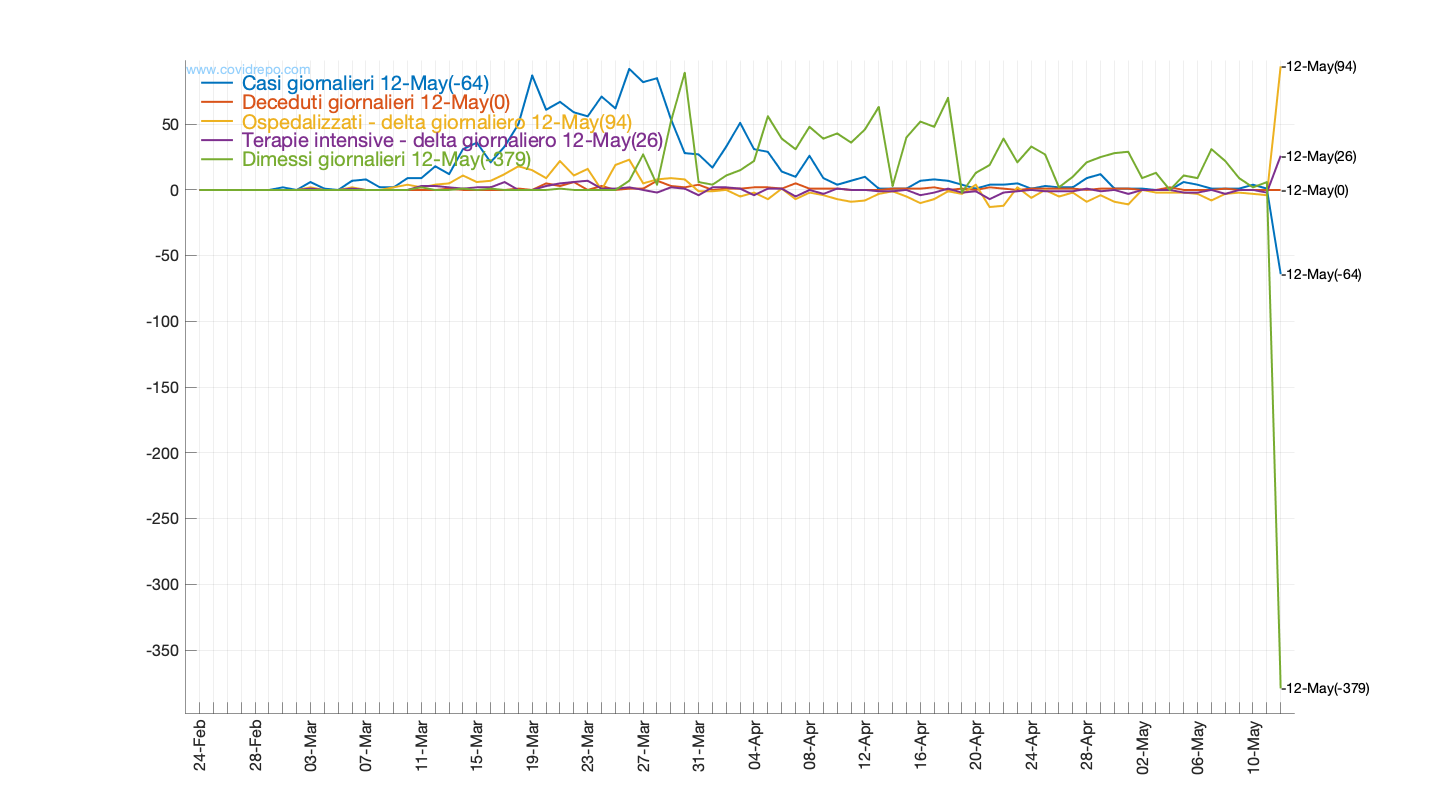 www.covidrepo.com
Casi giornalieri 12-May(-64)
Deceduti giornalieri 12-May(0)
Ospedalizzati - delta giornaliero 12-May(94)
Terapie intensive - delta giornaliero 12-May(26)
Dimessi giornalieri 12-May(-379)
50
0
-50
-100
-150
-200
-250
-300
-350
12-May(94)
12-May(26)
12-May(0)
12-May(-64)
12-May(-379)
24-Feb
28-Feb
03-Mar
07-Mar
11-Mar
15-Mar
19-Mar
23-Mar
27-Mar
31-Mar
04-Apr
08-Apr
12-Apr
16-Apr
20-Apr
24-Apr
28-Apr
02-May
06-May
10-May